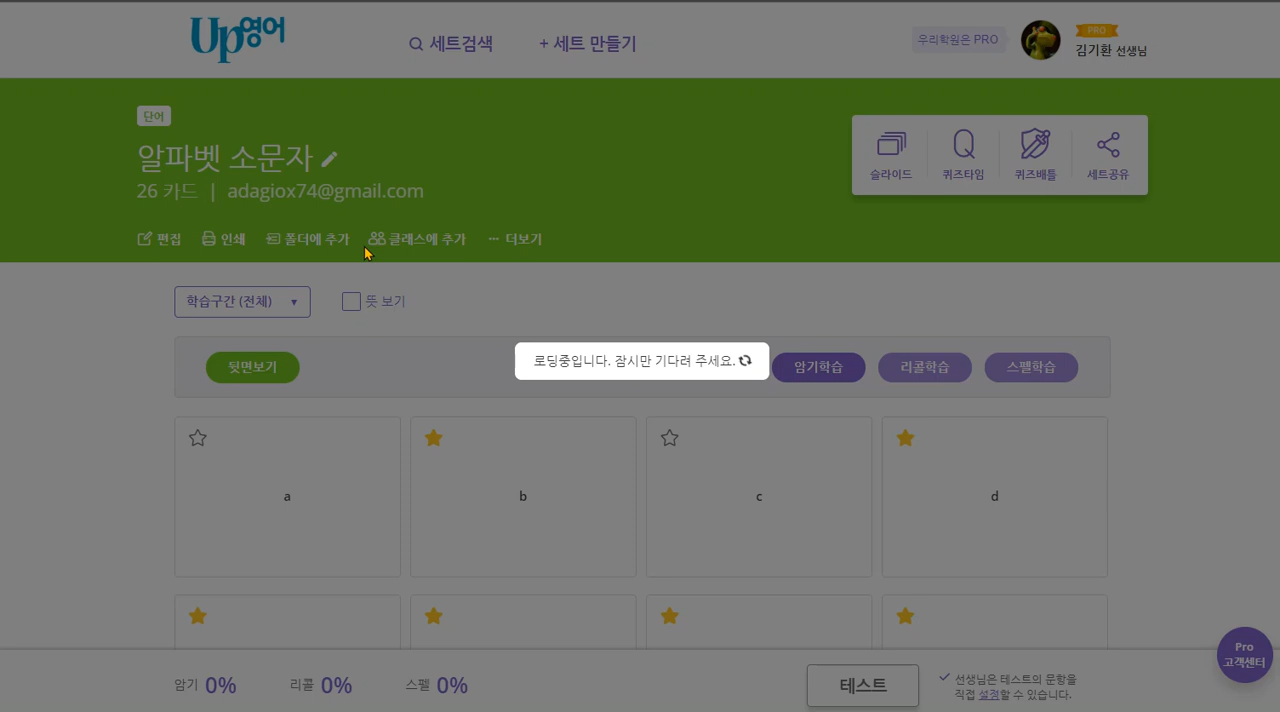 Up영어
세트검색
+ 세트 만들기
우리학원은 PRO
PRO
김기환 선생님
단어
알파벳 소문자
26 카드 | adagiox74@gmail.com
슬라이드
퀴즈타임
퀴즈배틀
세트공유
편집
인쇄
폴더에 추가
클래스에 추가
··· 더보기
학습구간 (전체) ▼
뜻 보기
뒷면보기
로딩중입니다. 잠시만 기다려 주세요.
암기학습
리콜학습
스펠학습
a
b
c
d
Pro
고객센터
암기 0%
리콜 0%
스펠 0%
테스트
선생님은 테스트의 문항을
직접 설정할 수 있습니다.